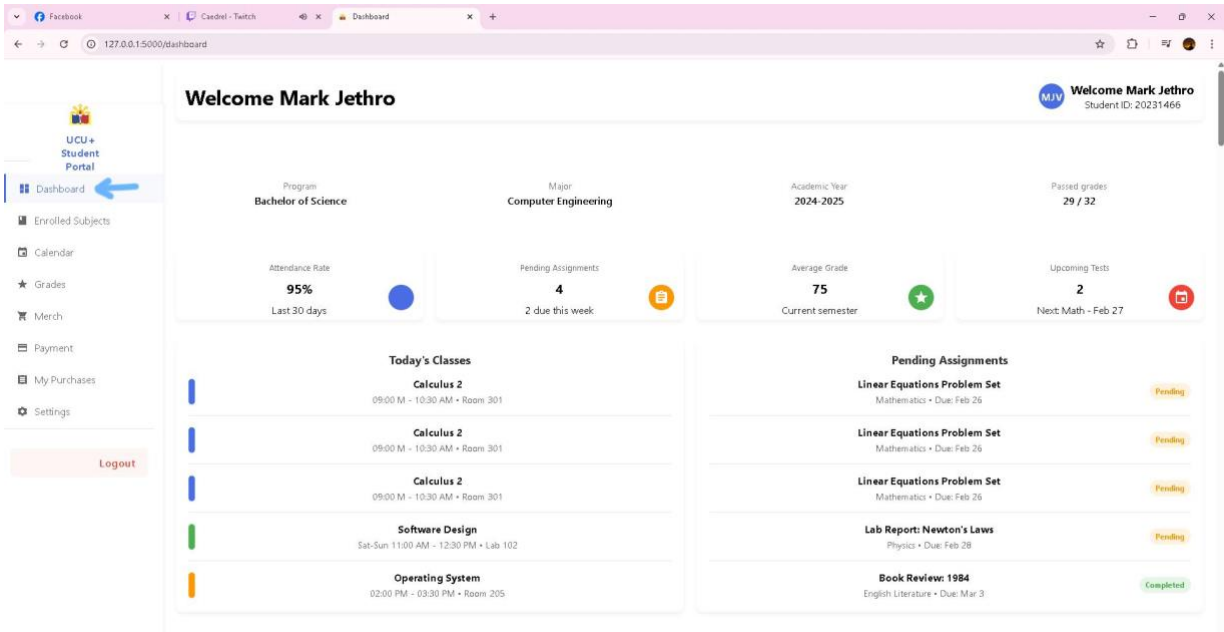 Facebook
Caedrel - Twitch
Dashboard
127.0.0.1:5000/dashboard
UCU+
Student
Portal
Dashboard
Enrolled Subjects
Calendar
Grades
Merch
Payment
My Purchases
Settings
Logout
Welcome Mark Jethro
MJV
Welcome Mark Jethro
Student ID: 20231466
Program
Bachelor of Science
Major
Computer Engineering
Academic Year
2024-2025
Passed grades
29 / 32
Attendance Rate
95%
Last 30 days
Pending Assignments
4
2 due this week
Average Grade
75
Current semester
Upcoming Tests
2
Next: Math - Feb 27
Today's Classes
Calculus 2
09:00 M - 10:30 AM • Room 301
Calculus 2
09:00 M - 10:30 AM • Room 301
Calculus 2
09:00 M - 10:30 AM • Room 301
Software Design
Sat-Sun 11:00 AM - 12:30 PM • Lab 102
Operating System
02:00 PM - 03:30 PM • Room 205
Pending Assignments
Linear Equations Problem Set
Mathematics • Due: Feb 26
Pending
Linear Equations Problem Set
Mathematics • Due: Feb 26
Pending
Linear Equations Problem Set
Mathematics • Due: Feb 26
Pending
Lab Report: Newton's Laws
Physics • Due: Feb 28
Pending
Book Review: 1984
English Literature • Due: Mar 3
Completed